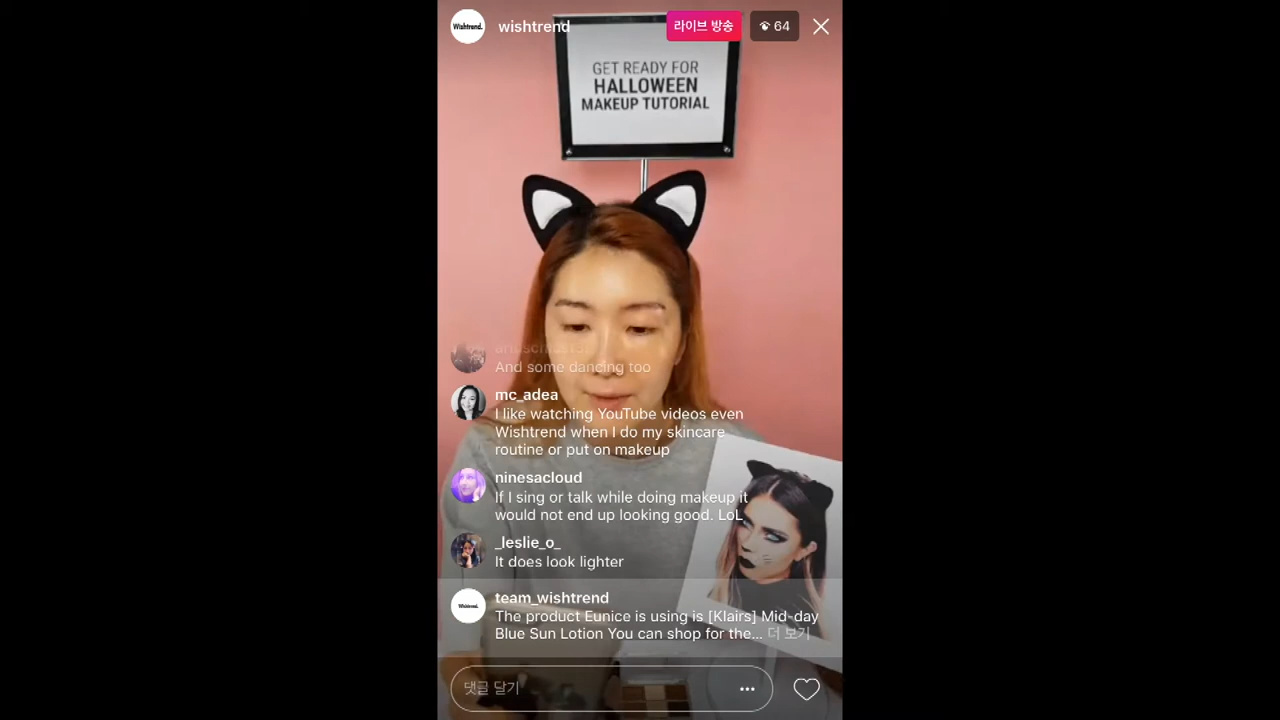 Wishtrend.
wishtrend
라이브 방송
64
GET READY FOR
HALLOWEEN
MAKEUP TUTORIAL
And some dancing too
mc_adea
I like watching YouTube videos even
Wishtrend when I do my skincare
routine or put on makeup
ninesacloud
If I sing or talk while doing makeup it
would not end up looking good. LoL
_leslie_o_
It does look lighter
Wishtrend.
team_wishtrend
The product Eunice is using is [Klairs] Mid-day
Blue Sun Lotion You can shop for the... 더 보기
댓글 달기